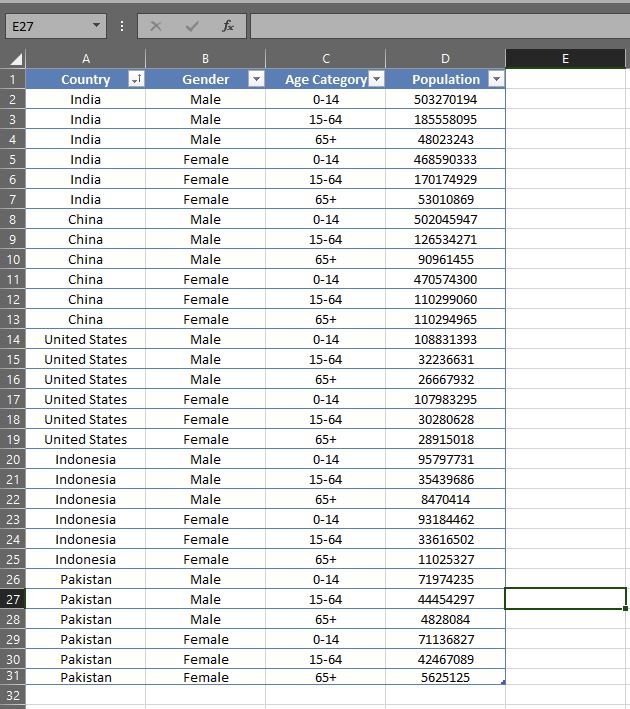 E27 fx
A B C D E
1 Country Gender Age Category Population
2 India Male 0-14 503270194
3 India Male 15-64 185558095
4 India Male 65+ 48023243
5 India Female 0-14 468590333
6 India Female 15-64 170174929
7 India Female 65+ 53010869
8 China Male 0-14 502045947
9 China Male 15-64 126534271
10 China Male 65+ 90961455
11 China Female 0-14 470574300
12 China Female 15-64 110299060
13 China Female 65+ 110294965
14 United States Male 0-14 108831393
15 United States Male 15-64 32236631
16 United States Male 65+ 26667932
17 United States Female 0-14 107983295
18 United States Female 15-64 30280628
19 United States Female 65+ 28915018
20 Indonesia Male 0-14 95797731
21 Indonesia Male 15-64 35439686
22 Indonesia Male 65+ 8470414
23 Indonesia Female 0-14 93184462
24 Indonesia Female 15-64 33616502
25 Indonesia Female 65+ 11025327
26 Pakistan Male 0-14 71974235
27 Pakistan Male 15-64 44454297
28 Pakistan Male 65+ 4828084
29 Pakistan Female 0-14 71136827
30 Pakistan Female 15-64 42467089
31 Pakistan Female 65+ 5625125
32